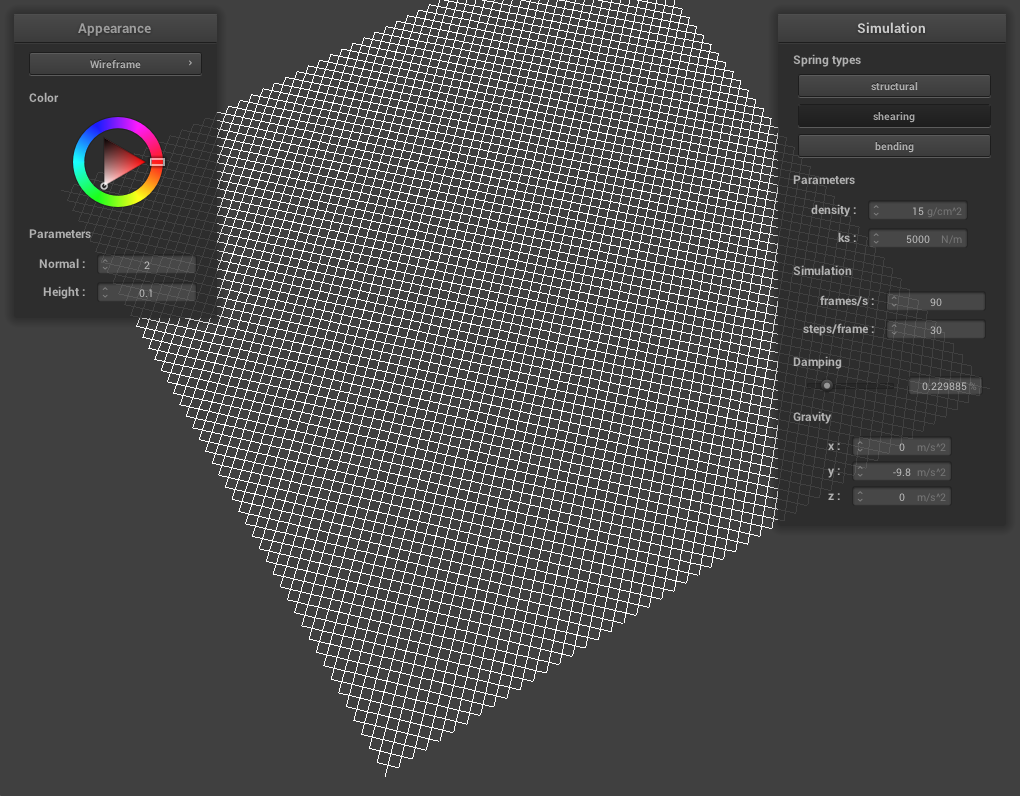 Appearance
Wireframe ›
Color
Parameters
Normal : 2
Height : 0.1
Simulation
Spring types
structural
shearing
bending
Parameters
density : 15 g/cm^2
ks : 5000 N/m
Simulation
frames/s : 90
steps/frame : 30
Damping
0.229885 %
Gravity
x : 0 m/s^2
y : -9.8 m/s^2
z : 0 m/s^2